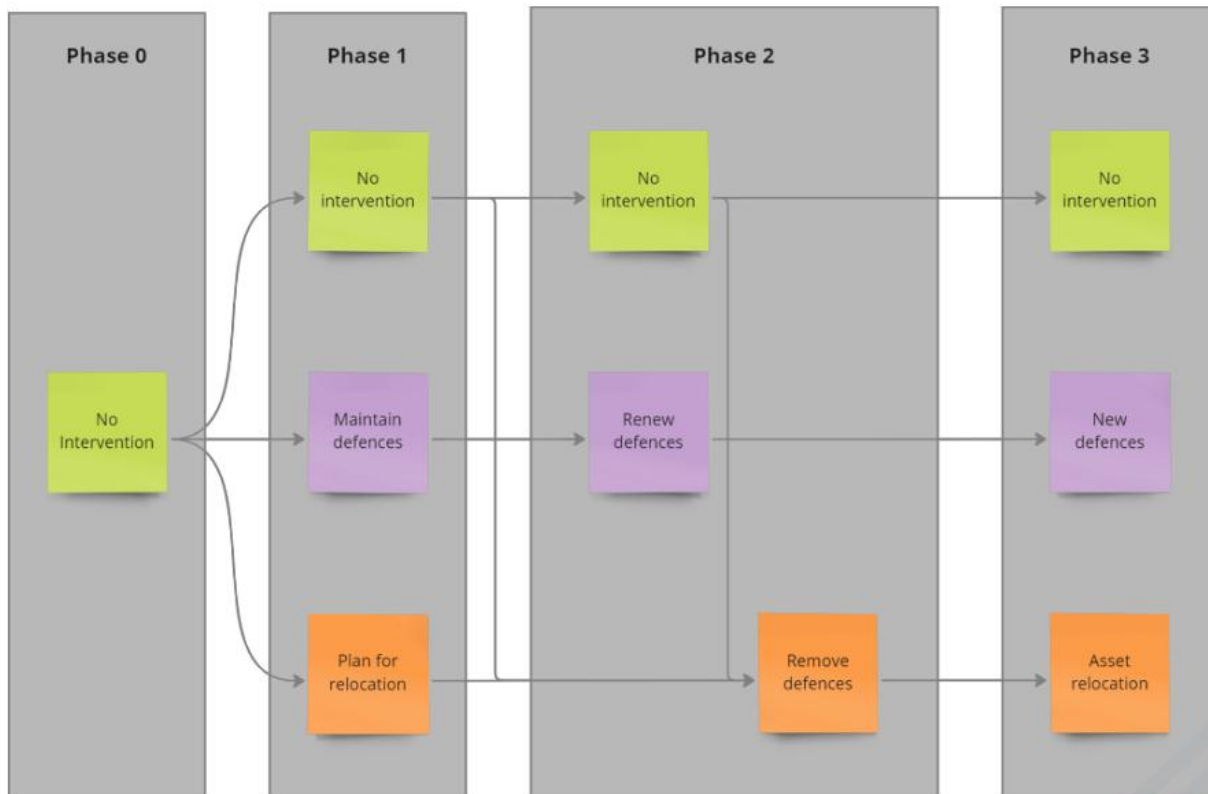 Phase 0
Phase 1
Phase 2
Phase 3
No
intervention
No
intervention
No
intervention
No
Intervention
Maintain
defences
Renew
defences
New
defences
Plan for
relocation
Remove
defences
Asset
relocation